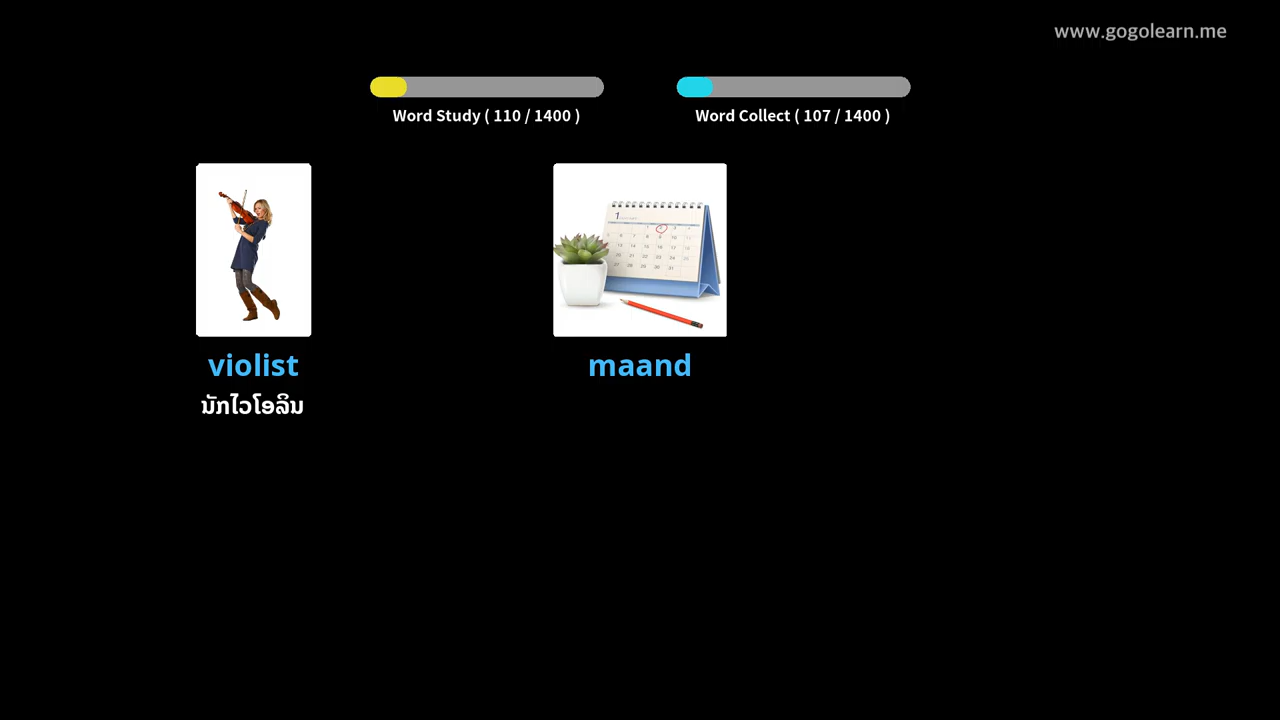 www.gogolearn.me
Word Study ( 110 / 1400 )
Word Collect ( 107 / 1400 )
violist
maand
ນັກໄວໂອລິນ